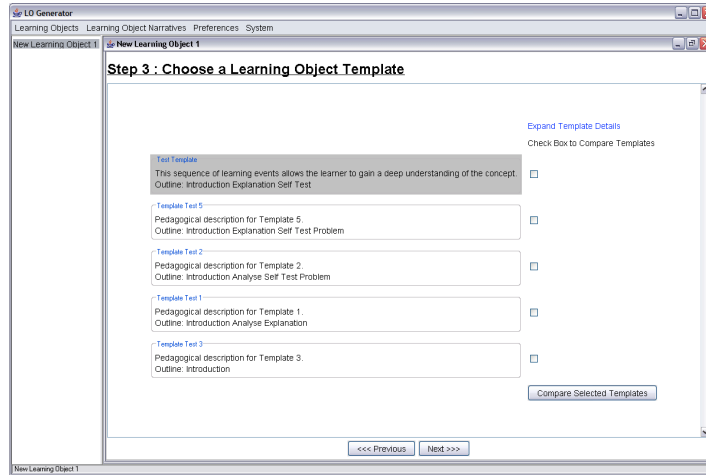 LO Generator
Learning Objects Learning Object Narratives Preferences System
New Learning Object 1
New Learning Object 1
Step 3 : Choose a Learning Object Template
Expand Template Details
Check Box to Compare Templates
Test Template
This sequence of learning events allows the learner to gain a deep understanding of the concept.
Outline: Introduction Explanation Self Test
Template Test 5
Pedagogical description for Template 5.
Outline: Introduction Explanation Self Test Problem
Template Test 2
Pedagogical description for Template 2.
Outline: Introduction Analyse Self Test Problem
Template Test 1
Pedagogical description for Template 1.
Outline: Introduction Analyse Explanation
Template Test 3
Pedagogical description for Template 3.
Outline: Introduction
Compare Selected Templates
<<< Previous Next >>>
New Learning Object 1